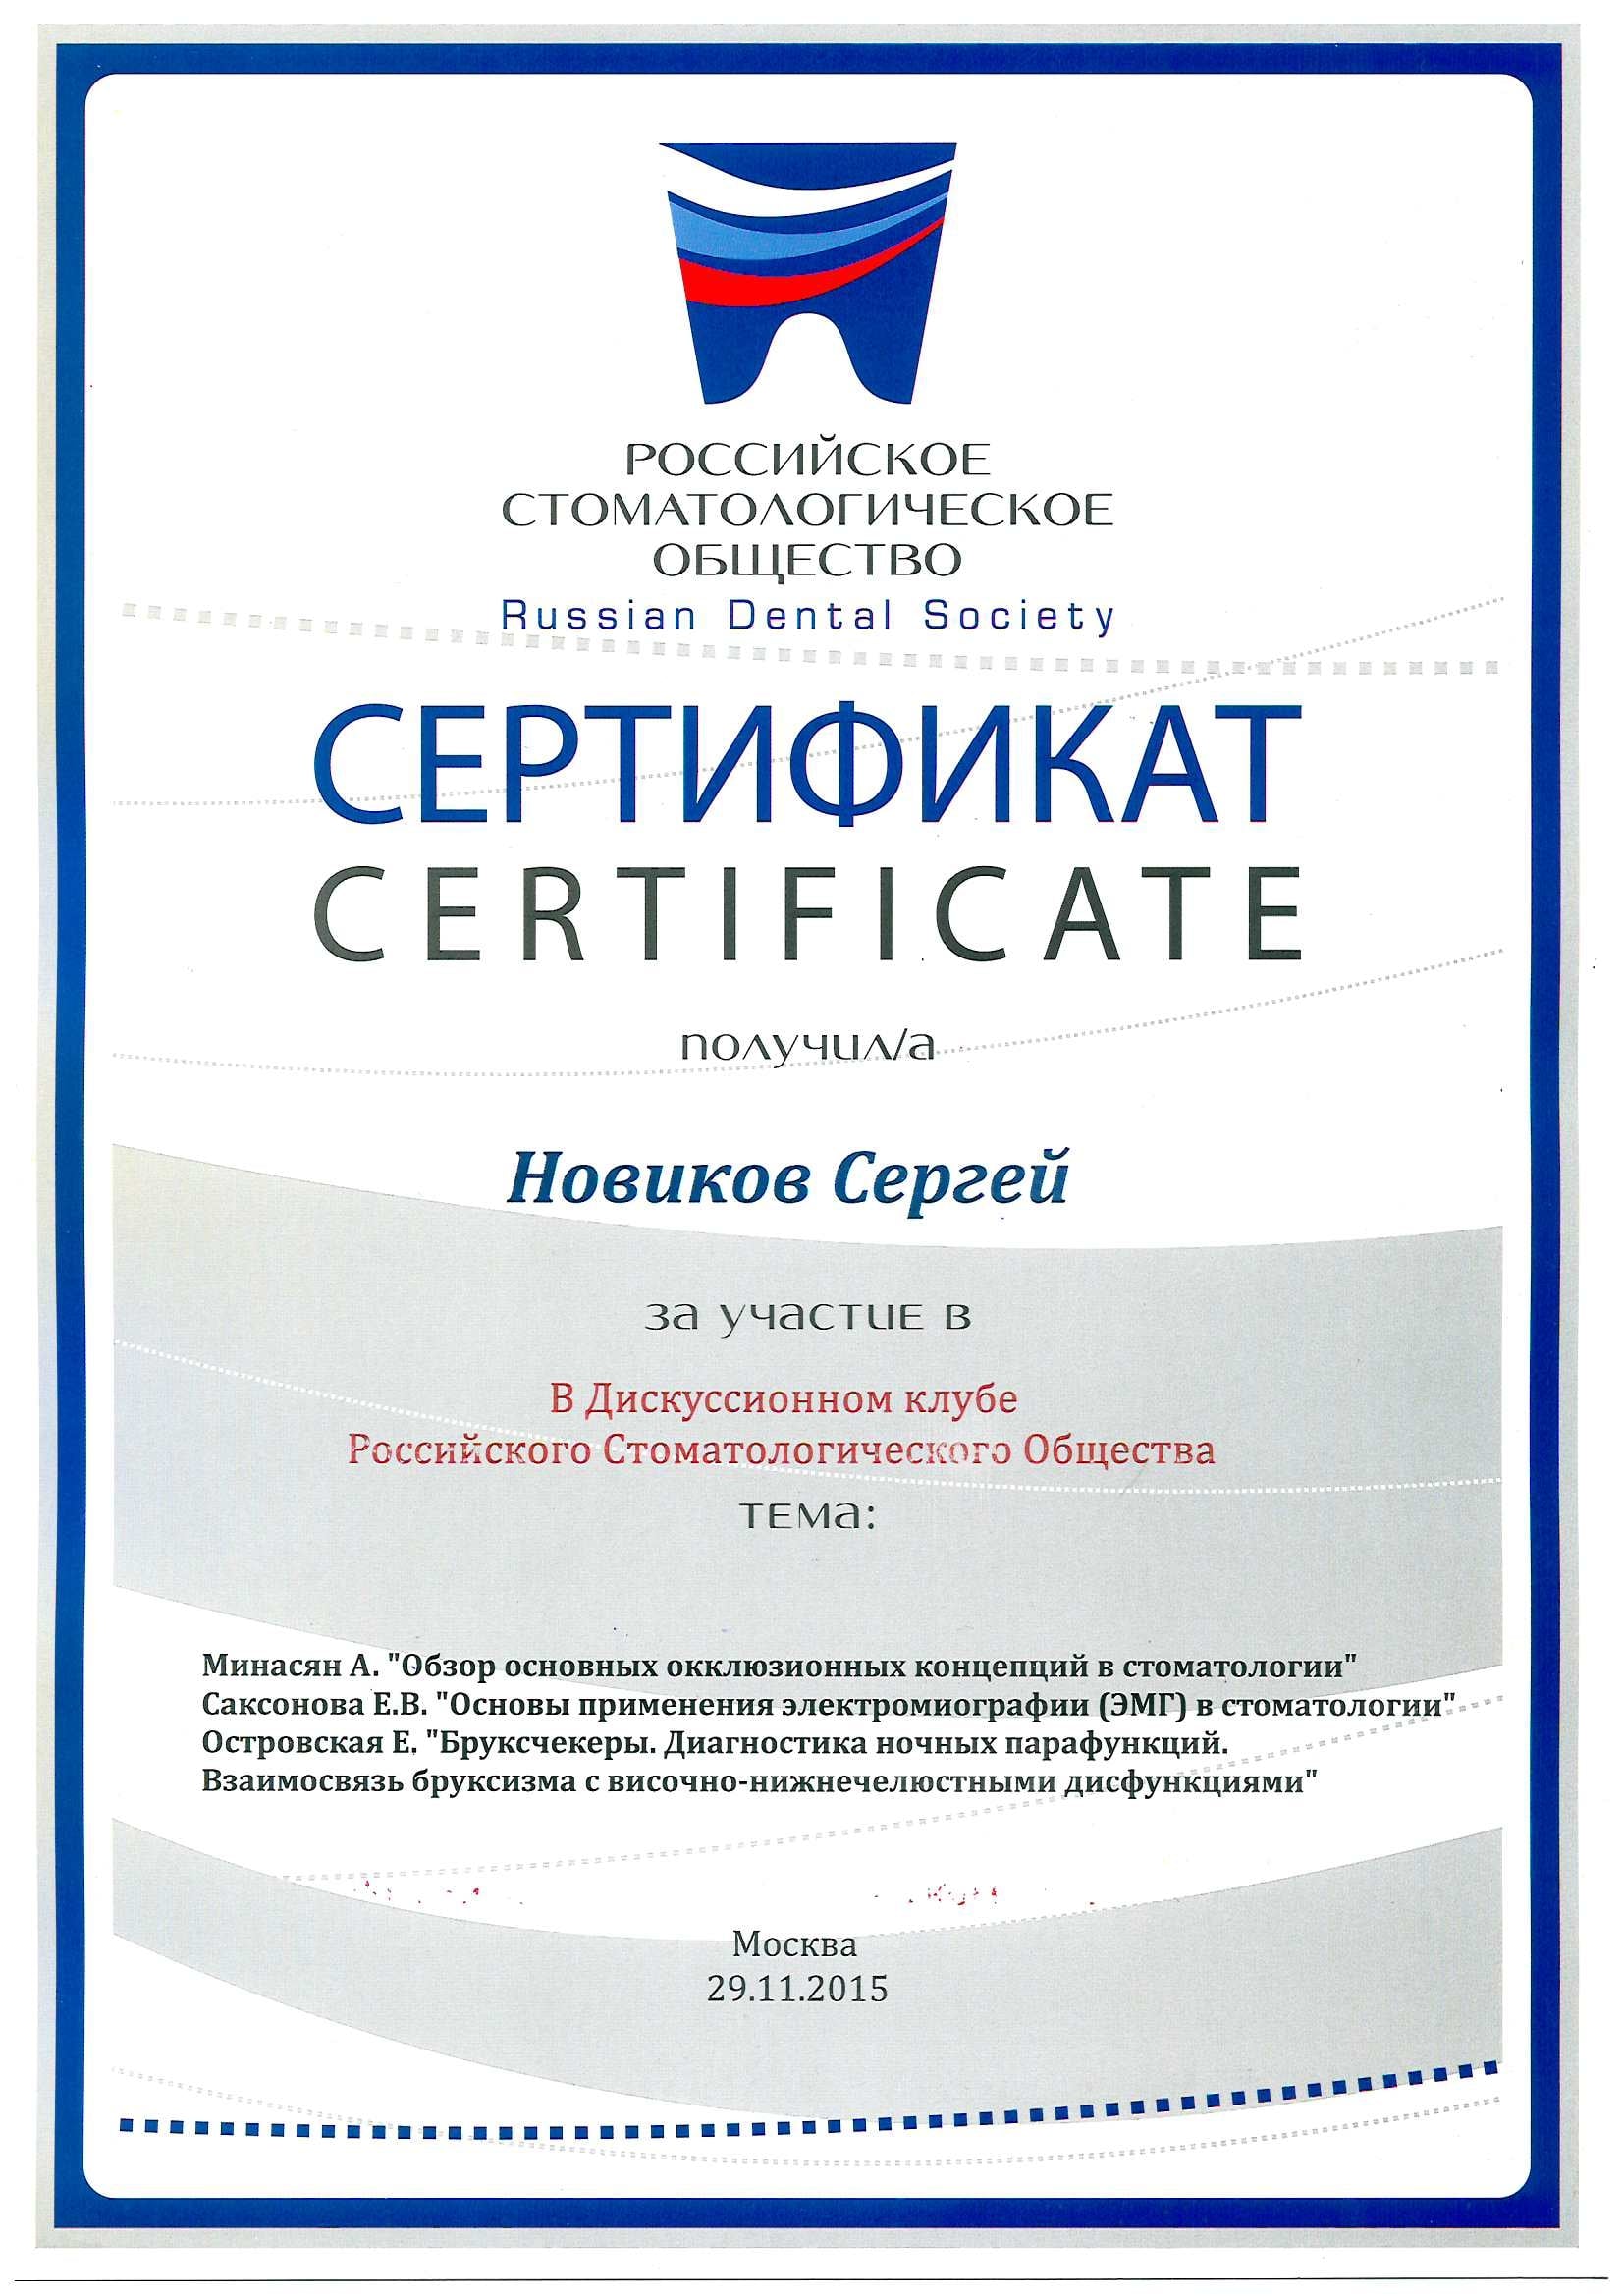 РОССИЙСКОЕ
СТОМАТОЛОГИЧЕСКОЕ
ОБЩЕСТВО
Russian Dental Society
СЕРТИФИКАТ
CERTIFICATE
получил/а
Новиков Сергей
за участие в
В Дискуссионном клубе
Российского Стоматологического Общества
тема:
Минасян А. "Обзор основных окклюзионных концепций в стоматологии"
Саксонова Е.В. "Основы применения электромиографии (ЭМГ) в стоматологии"
Островская Е. "Бруксчекеры. Диагностика ночных парафункций.
Взаимосвязь бруксизма с височно-нижнечелюстными дисфункциями"
Москва
29.11.2015